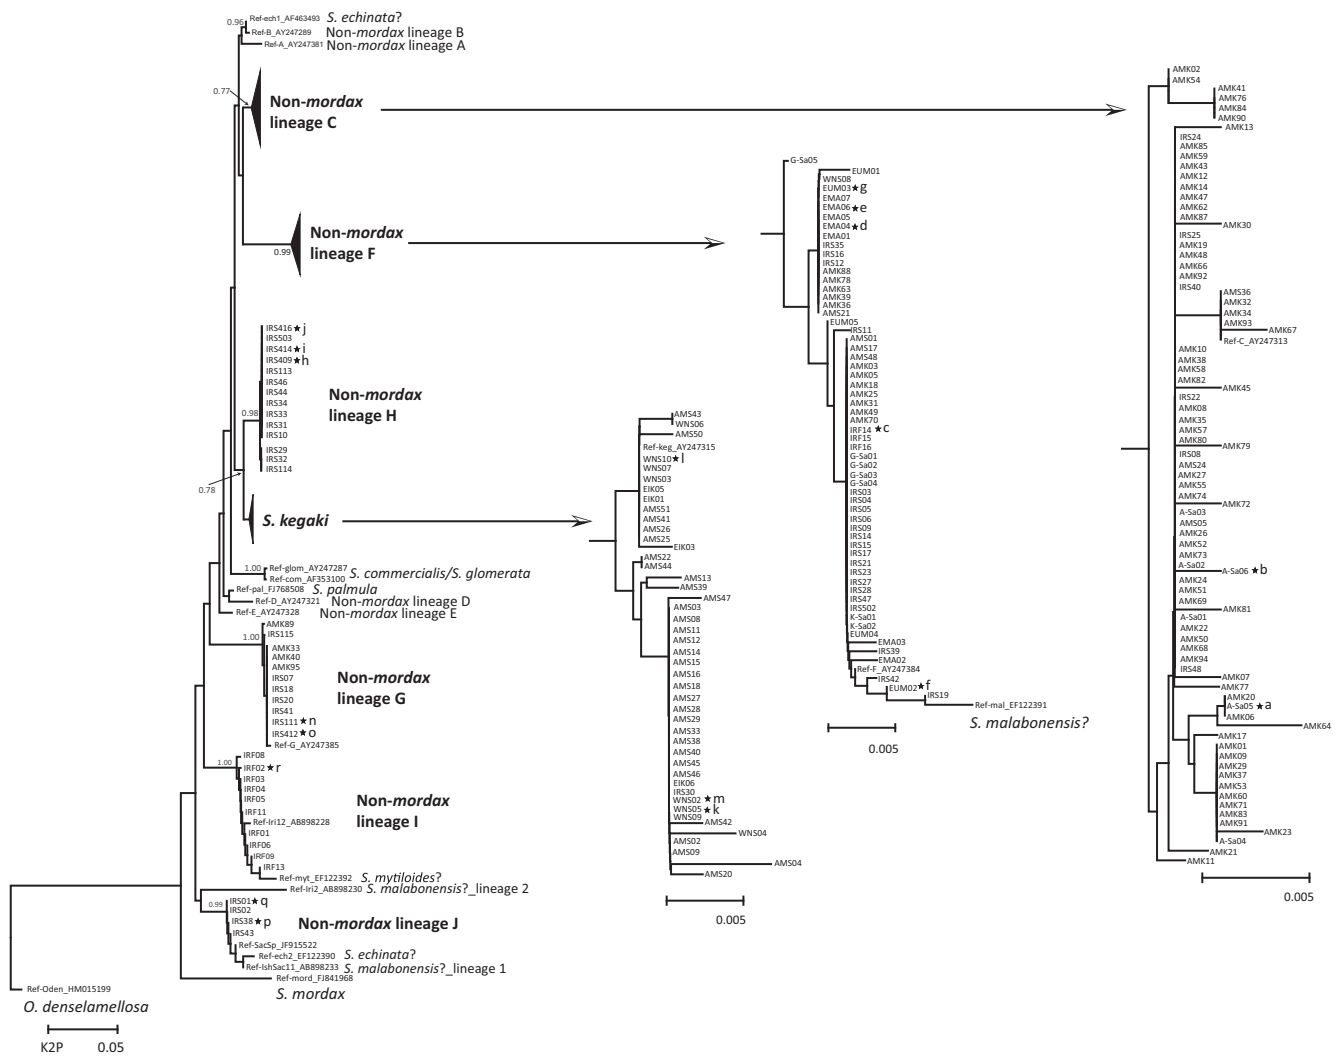 0.96
Ref-ech1_AF463493 S. echinata?
Ref-B_AY247289 Non-mordax lineage B
Ref-A_AY247381 Non-mordax lineage A
0.77
Non-mordax
lineage C
0.99
Non-mordax
lineage F
IRS416★j
IRS503
IRS414★i
IRS409★h
IRS113
IRS46
IRS44
IRS34
IRS33
IRS31
IRS10
IRS29
IRS32
IRS114
0.98
Non-mordax
lineage H
0.78
S. kegaki
1.00
Ref-glom_AY247287
Ref-com_AF353100
S. commercialis/S. glomerata
Ref-pal_FJ768508 S. palmula
Ref-D_AY247321 Non-mordax lineage D
Ref-E_AY247328 Non-mordax lineage E
AMK89
IRS115
1.00
AMK33
AMK40
AMK95
IRS07
IRS18
IRS20
IRS41
IRS111★n
IRS412★o
Ref-G_AY247385
Non-mordax
lineage G
IRF08
1.00
IRF02★r
IRF03
IRF04
IRF05
IRF11
Ref-Iri12_AB898228
IRF01
IRF06
IRF09
IRF13
Ref-myt_EF122392 S. mytiloides?
Non-mordax
lineage I
Ref-Iri2_AB898230 S. malabonensis?_lineage 2
0.99
IRS01★q
IRS02
IRS38★p
IRS43
Non-mordax lineage J
Ref-SacSp_JF915522
Ref-ech2_EF122390 S. echinata?
Ref-IshSac11_AB898233 S. malabonensis?_lineage 1
Ref-mord_FJ841968
S. mordax
Ref-Oden_HM015199
O. denselamellosa
K2P 0.05
AMS43
WNS06
AMS50
Ref-keg_AY247315
WNS10★l
WNS07
WNS03
EIK05
EIK01
AMS51
AMS41
AMS26
AMS25
EIK03
AMS22
AMS44
AMS13
AMS39
AMS47
AMS03
AMS08
AMS11
AMS12
AMS14
AMS15
AMS16
AMS18
AMS27
AMS28
AMS29
AMS33
AMS38
AMS40
AMS45
AMS46
EIK06
IRS30
WNS02★m
WNS05★k
WNS09
AMS42
WNS04
AMS02
AMS09
AMS04
AMS20
0.005
G-Sa05
EUM01
WNS08
EUM03★g
EMA07
EMA06★e
EMA05
EMA04★d
EMA01
IRS35
IRS16
IRS12
AMK88
AMK78
AMK63
AMK39
AMK36
AMS21
EUM05
IRS11
AMS01
AMS17
AMS48
AMK03
AMK05
AMK18
AMK25
AMK31
AMK49
AMK70
IRF14★c
IRF15
IRF16
G-Sa01
G-Sa02
G-Sa03
G-Sa04
IRS03
IRS04
IRS05
IRS06
IRS09
IRS14
IRS15
IRS17
IRS21
IRS23
IRS27
IRS28
IRS47
IRS502
K-Sa01
K-Sa02
EUM04
EMA03
IRS39
EMA02
Ref-F_AY247384
IRS42
EUM02★f
IRS19
Ref-mal_EF122391
S. malabonensis?
0.005
AMK02
AMK54
AMK41
AMK76
AMK84
AMK90
AMK13
IRS24
AMK85
AMK59
AMK43
AMK12
AMK14
AMK47
AMK62
AMK87
AMK30
IRS25
AMK19
AMK48
AMK66
AMK92
IRS40
AMS36
AMK32
AMK34
AMK93
AMK67
Ref-C_AY247313
AMK10
AMK38
AMK58
AMK82
AMK45
IRS22
AMK08
AMK35
AMK57
AMK80
AMK79
IRS08
AMS24
AMK27
AMK55
AMK74
AMK72
A-Sa03
AMS05
AMK26
AMK52
AMK73
A-Sa02
A-Sa06★b
AMK24
AMK51
AMK69
AMK81
A-Sa01
AMK22
AMK50
AMK68
AMK94
IRS48
AMK07
AMK77
AMK20
A-Sa05★a
AMK06
AMK64
AMK17
AMK01
AMK09
AMK29
AMK37
AMK53
AMK60
AMK71
AMK83
AMK91
AMK23
A-Sa04
AMK21
AMK11
0.005